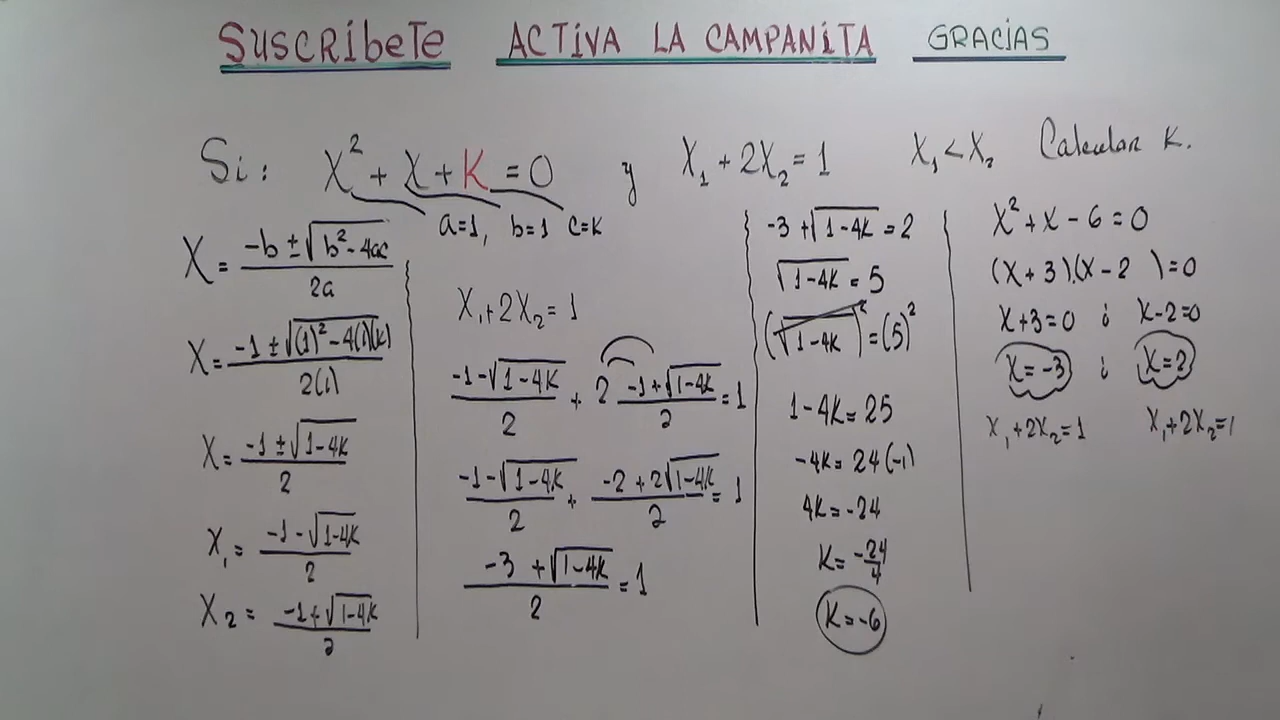 SUSCRIBETE ACTIVA LA CAMPANITA GRACIAS
Si: x² + x + K = 0 y x₁ + 2x₂ = 1 x₁ < x₂ Calcular K.
a=1, b=1 c=K
x = (-b ± √(b² - 4ac))/2a
x = (-1 ± √((1)² - 4(1)(K)))/2(1)
x = (-1 ± √(1-4K))/2
x₁ = (-1 - √(1-4K))/2
x₂ = (-1 + √(1-4K))/2
x₁ + 2x₂ = 1
(-1 - √(1-4K))/2 + 2 (-1 + √(1-4K))/2 = 1
(-1 - √(1-4K))/2 + (-2 + 2√(1-4K))/2 = 1
(-3 + √(1-4K))/2 = 1
-3 + √(1-4K) = 2
√(1-4K) = 5
(√(1-4K))² = (5)²
1-4K = 25
-4K = 24 (-1)
4K = -24
K = -24/4
K = -6
x² + x - 6 = 0
(x+3).(x-2) = 0
x+3=0 ; x-2=0
x=-3 ; x=2
x₁+2x₂=1 x₁+2x₂=1